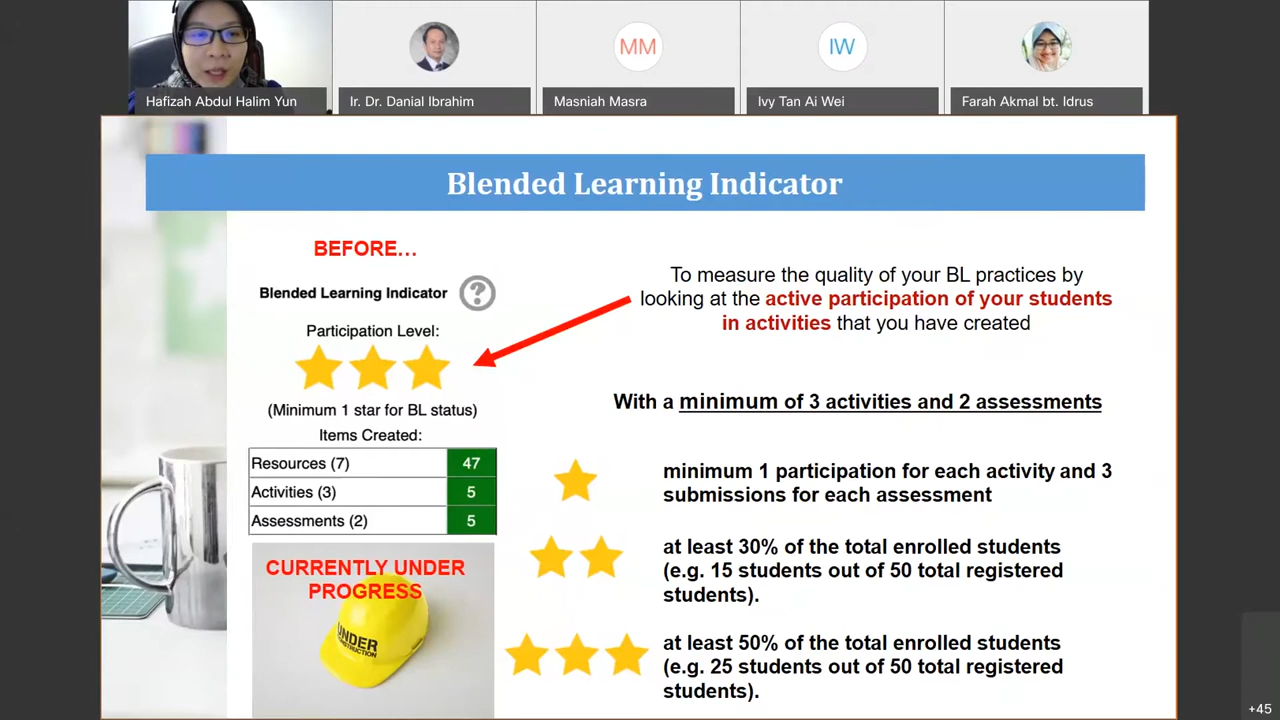 MM
IW
Hafizah Abdul Halim Yun
Ir. Dr. Danial Ibrahim
Masniah Masra
Ivy Tan Ai Wei
Farah Akmal bt. Idrus
Blended Learning Indicator
BEFORE...
Blended Learning Indicator ?
Participation Level:
(Minimum 1 star for BL status)
Items Created:
Resources (7) 47
Activities (3) 5
Assessments (2) 5
CURRENTLY UNDER
PROGRESS
UNDER
CONSTRUCTION
To measure the quality of your BL practices by
looking at the active participation of your students
in activities that you have created
With a minimum of 3 activities and 2 assessments
minimum 1 participation for each activity and 3
submissions for each assessment
at least 30% of the total enrolled students
(e.g. 15 students out of 50 total registered
students).
at least 50% of the total enrolled students
(e.g. 25 students out of 50 total registered
students).
+45